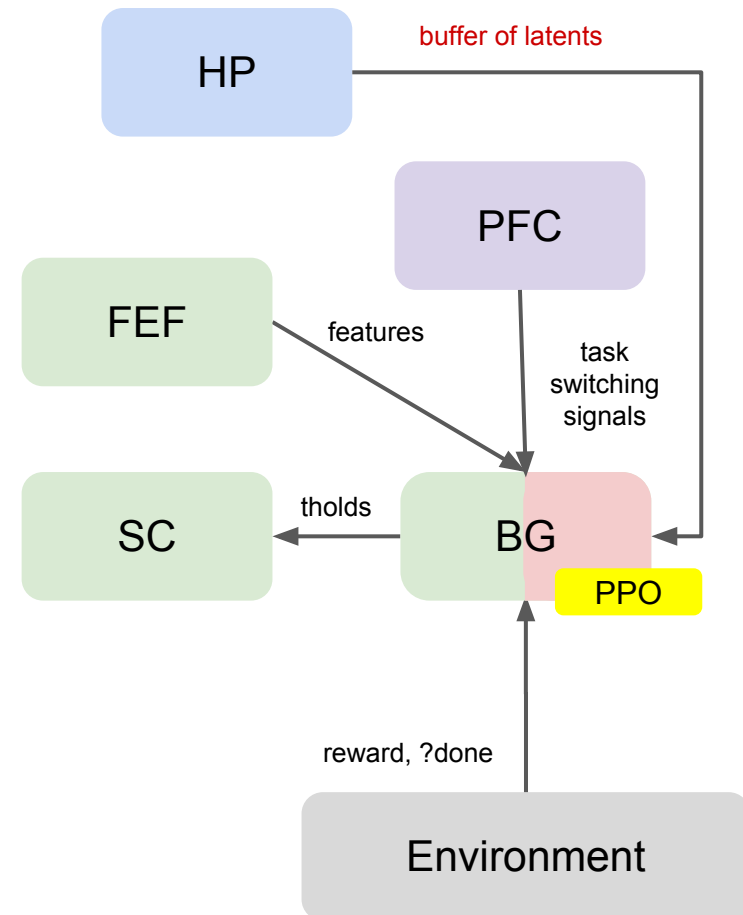 buffer of latents
HP
PFC
FEF
features
task
switching
signals
tholds
SC
BG
PPO
reward, ?done
Environment